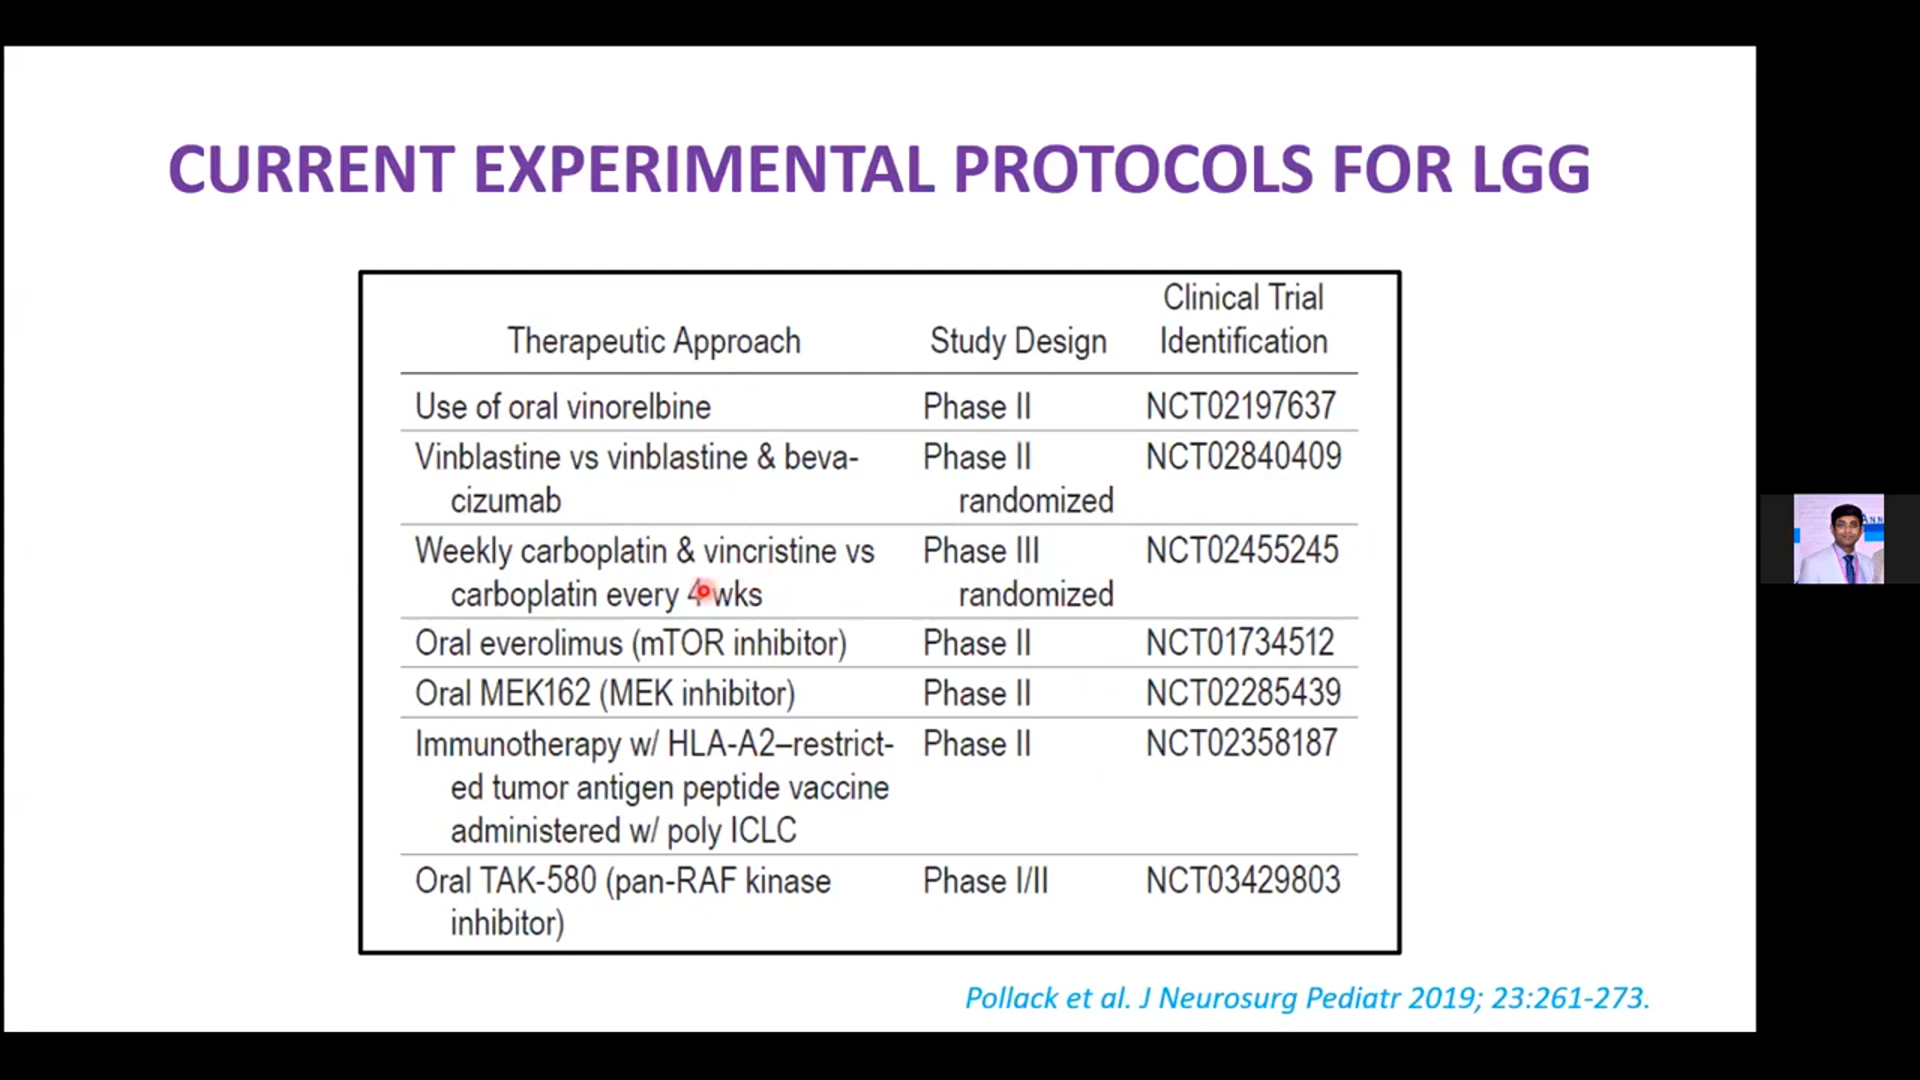 CURRENT EXPERIMENTAL PROTOCOLS FOR LGG
Clinical Trial
Therapeutic Approach Study Design Identification
Use of oral vinorelbine Phase II NCT02197637
Vinblastine vs vinblastine & beva- Phase II NCT02840409
cizumab randomized
Weekly carboplatin & vincristine vs Phase III NCT02455245
carboplatin every 4 wks randomized
Oral everolimus (mTOR inhibitor) Phase II NCT01734512
Oral MEK162 (MEK inhibitor) Phase II NCT02285439
Immunotherapy w/ HLA-A2–restrict- Phase II NCT02358187
ed tumor antigen peptide vaccine
administered w/ poly ICLC
Oral TAK-580 (pan-RAF kinase Phase I/II NCT03429803
inhibitor)
Pollack et al. J Neurosurg Pediatr 2019; 23:261-273.